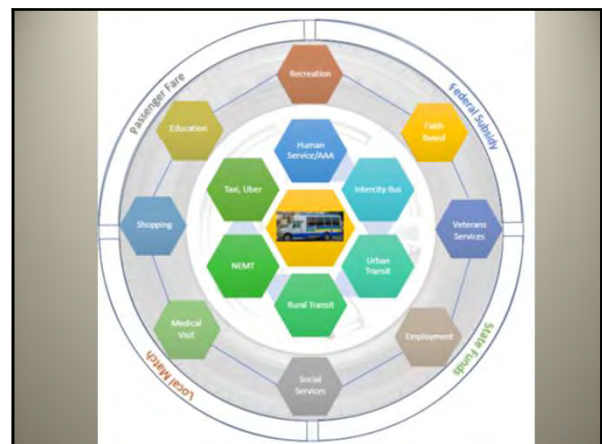 Passenger Fare
Federal Subsidy
Recreation
Education
Faith
Based
Human
Service/AAA
Taxi, Uber
Intercity Bus
Shopping
Veterans
Services
NEMT
Urban
Transit
Rural Transit
Medical
Visit
Employment
Social
Services
Local Match
State Funds